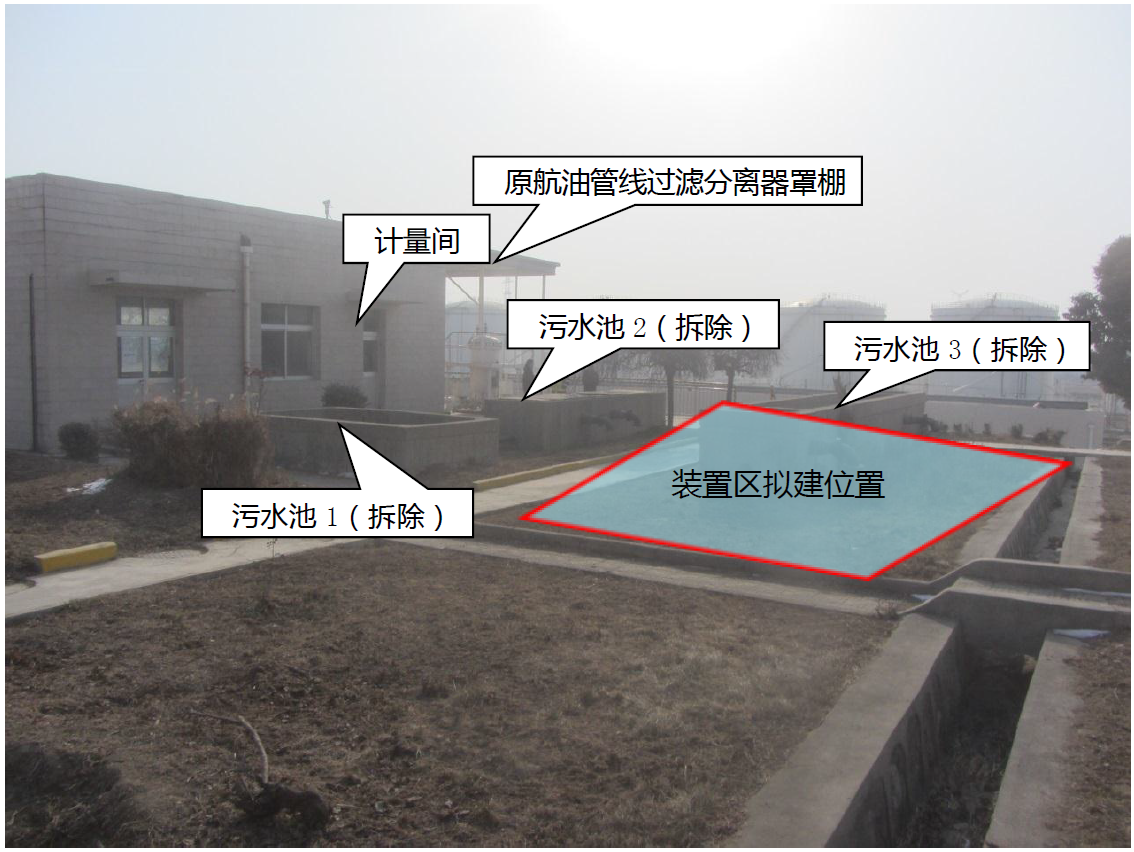 原航油管线过滤分离器罩棚
计量间
污水池 2（拆除）
污水池 3（拆除）
装置区拟建位置
污水池 1（拆除）